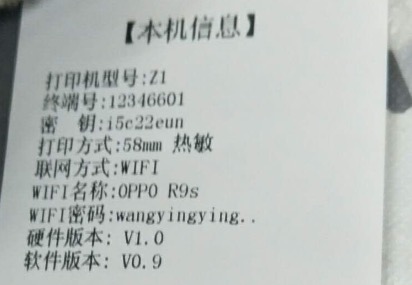 【本机信息】
打印机型号:Z1
终端号:12346601
密　钥:i5c22eun
打印方式:58mm 热敏
联网方式:WIFI
WIFI名称:OPPO R9s
WIFI密码:wangyingying..
硬件版本: V1.0
软件版本: V0.9